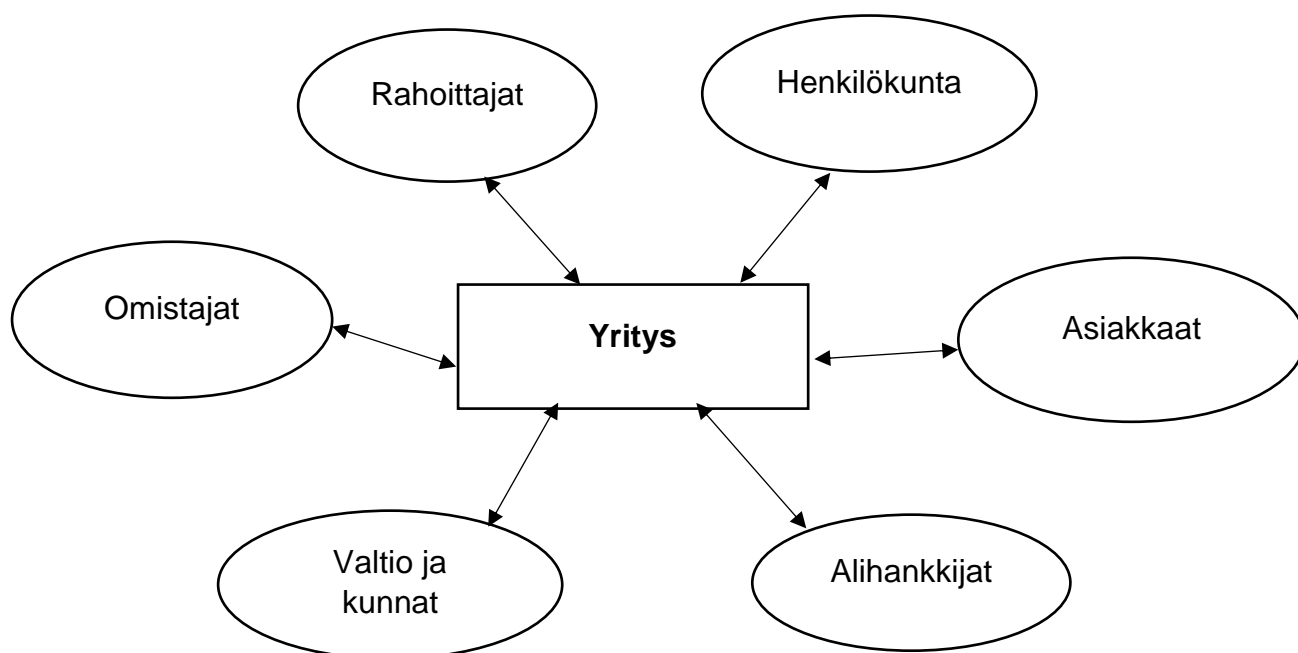 Rahoittajat
Henkilökunta
Omistajat
Yritys
Asiakkaat
Valtio ja
kunnat
Alihankkijat